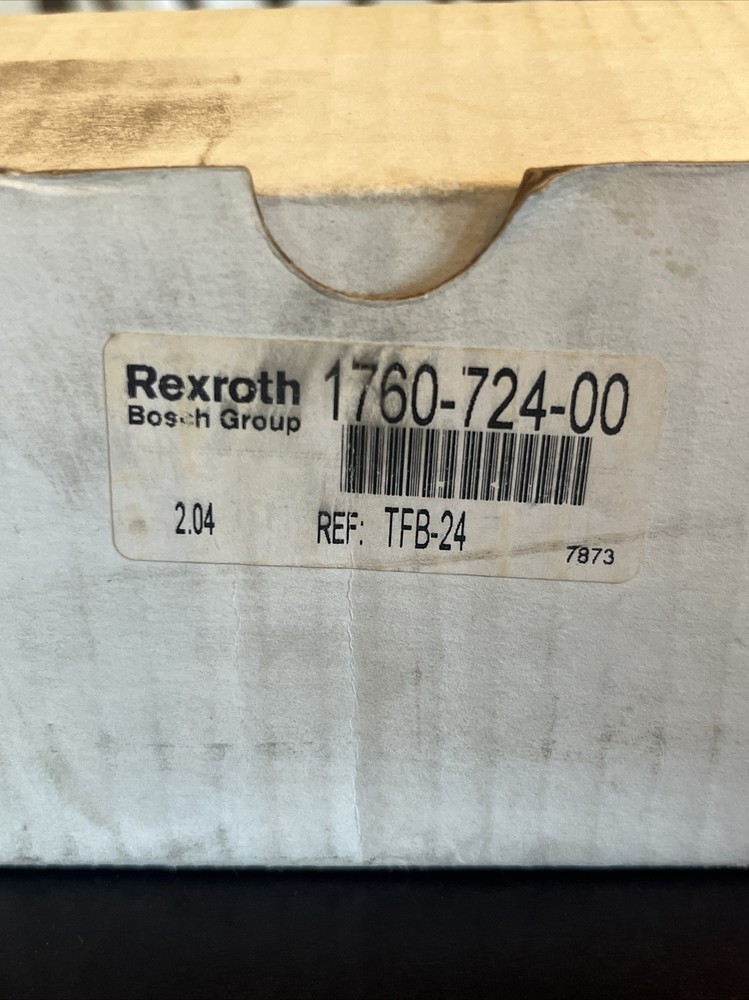 Rexroth 1760-724-00
Bosch Group
2.04 REF: TFB-24 7873